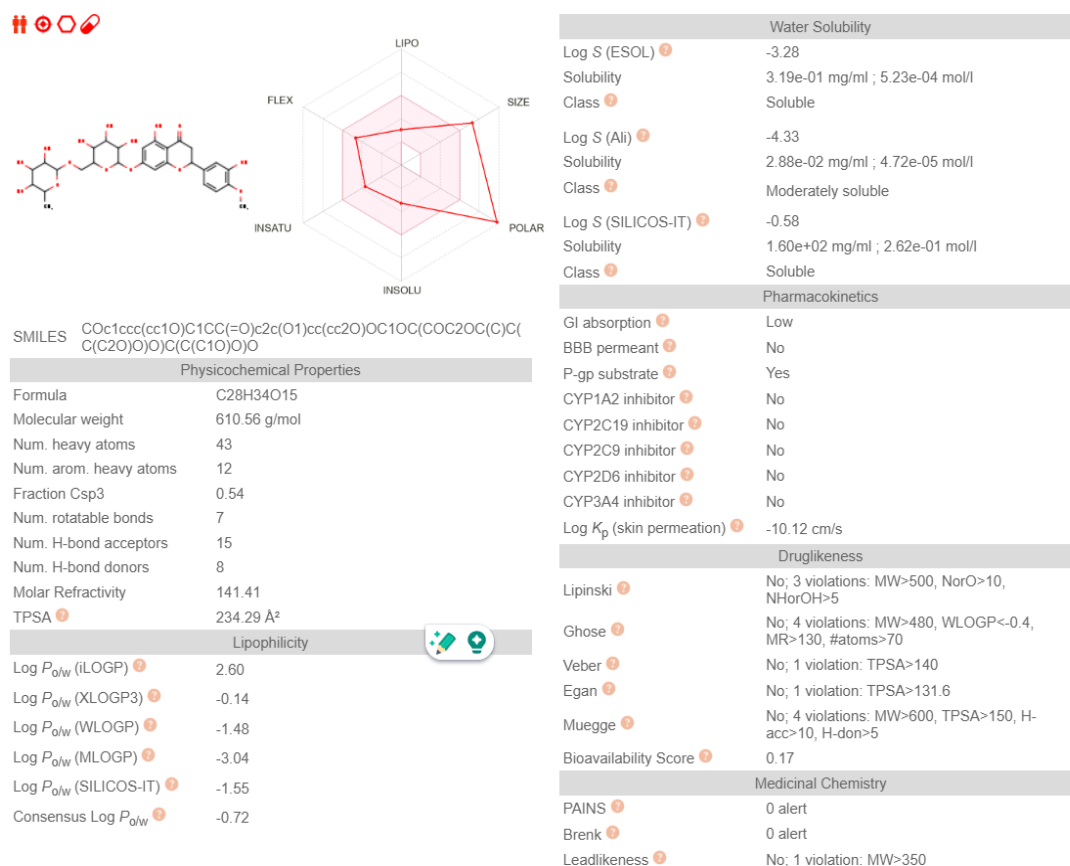 LIPO
FLEX
SIZE
INSATU
POLAR
INSOLU
SMILES COc1ccc(cc1O)C1CC(=O)c2c(O1)cc(cc2O)OC1OC(COC2OC(C)C(
C(C2O)O)O)C(C(C1O)O)O
Physicochemical Properties
Formula C28H34O15
Molecular weight 610.56 g/mol
Num. heavy atoms 43
Num. arom. heavy atoms 12
Fraction Csp3 0.54
Num. rotatable bonds 7
Num. H-bond acceptors 15
Num. H-bond donors 8
Molar Refractivity 141.41
TPSA ? 234.29 Å²
Lipophilicity
Log Po/w (iLOGP) ? 2.60
Log Po/w (XLOGP3) ? -0.14
Log Po/w (WLOGP) ? -1.48
Log Po/w (MLOGP) ? -3.04
Log Po/w (SILICOS-IT) ? -1.55
Consensus Log Po/w ? -0.72
Water Solubility
Log S (ESOL) ? -3.28
Solubility 3.19e-01 mg/ml ; 5.23e-04 mol/l
Class ? Soluble
Log S (Ali) ? -4.33
Solubility 2.88e-02 mg/ml ; 4.72e-05 mol/l
Class ? Moderately soluble
Log S (SILICOS-IT) ? -0.58
Solubility 1.60e+02 mg/ml ; 2.62e-01 mol/l
Class ? Soluble
Pharmacokinetics
GI absorption ? Low
BBB permeant ? No
P-gp substrate ? Yes
CYP1A2 inhibitor ? No
CYP2C19 inhibitor ? No
CYP2C9 inhibitor ? No
CYP2D6 inhibitor ? No
CYP3A4 inhibitor ? No
Log Kp (skin permeation) ? -10.12 cm/s
Druglikeness
Lipinski ? No; 3 violations: MW>500, NorO>10,
NHorOH>5
Ghose ? No; 4 violations: MW>480, WLOGP<-0.4,
MR>130, #atoms>70
Veber ? No; 1 violation: TPSA>140
Egan ? No; 1 violation: TPSA>131.6
Muegge ? No; 4 violations: MW>600, TPSA>150, H-
acc>10, H-don>5
Bioavailability Score ? 0.17
Medicinal Chemistry
PAINS ? 0 alert
Brenk ? 0 alert
Leadlikeness ? No; 1 violation: MW>350